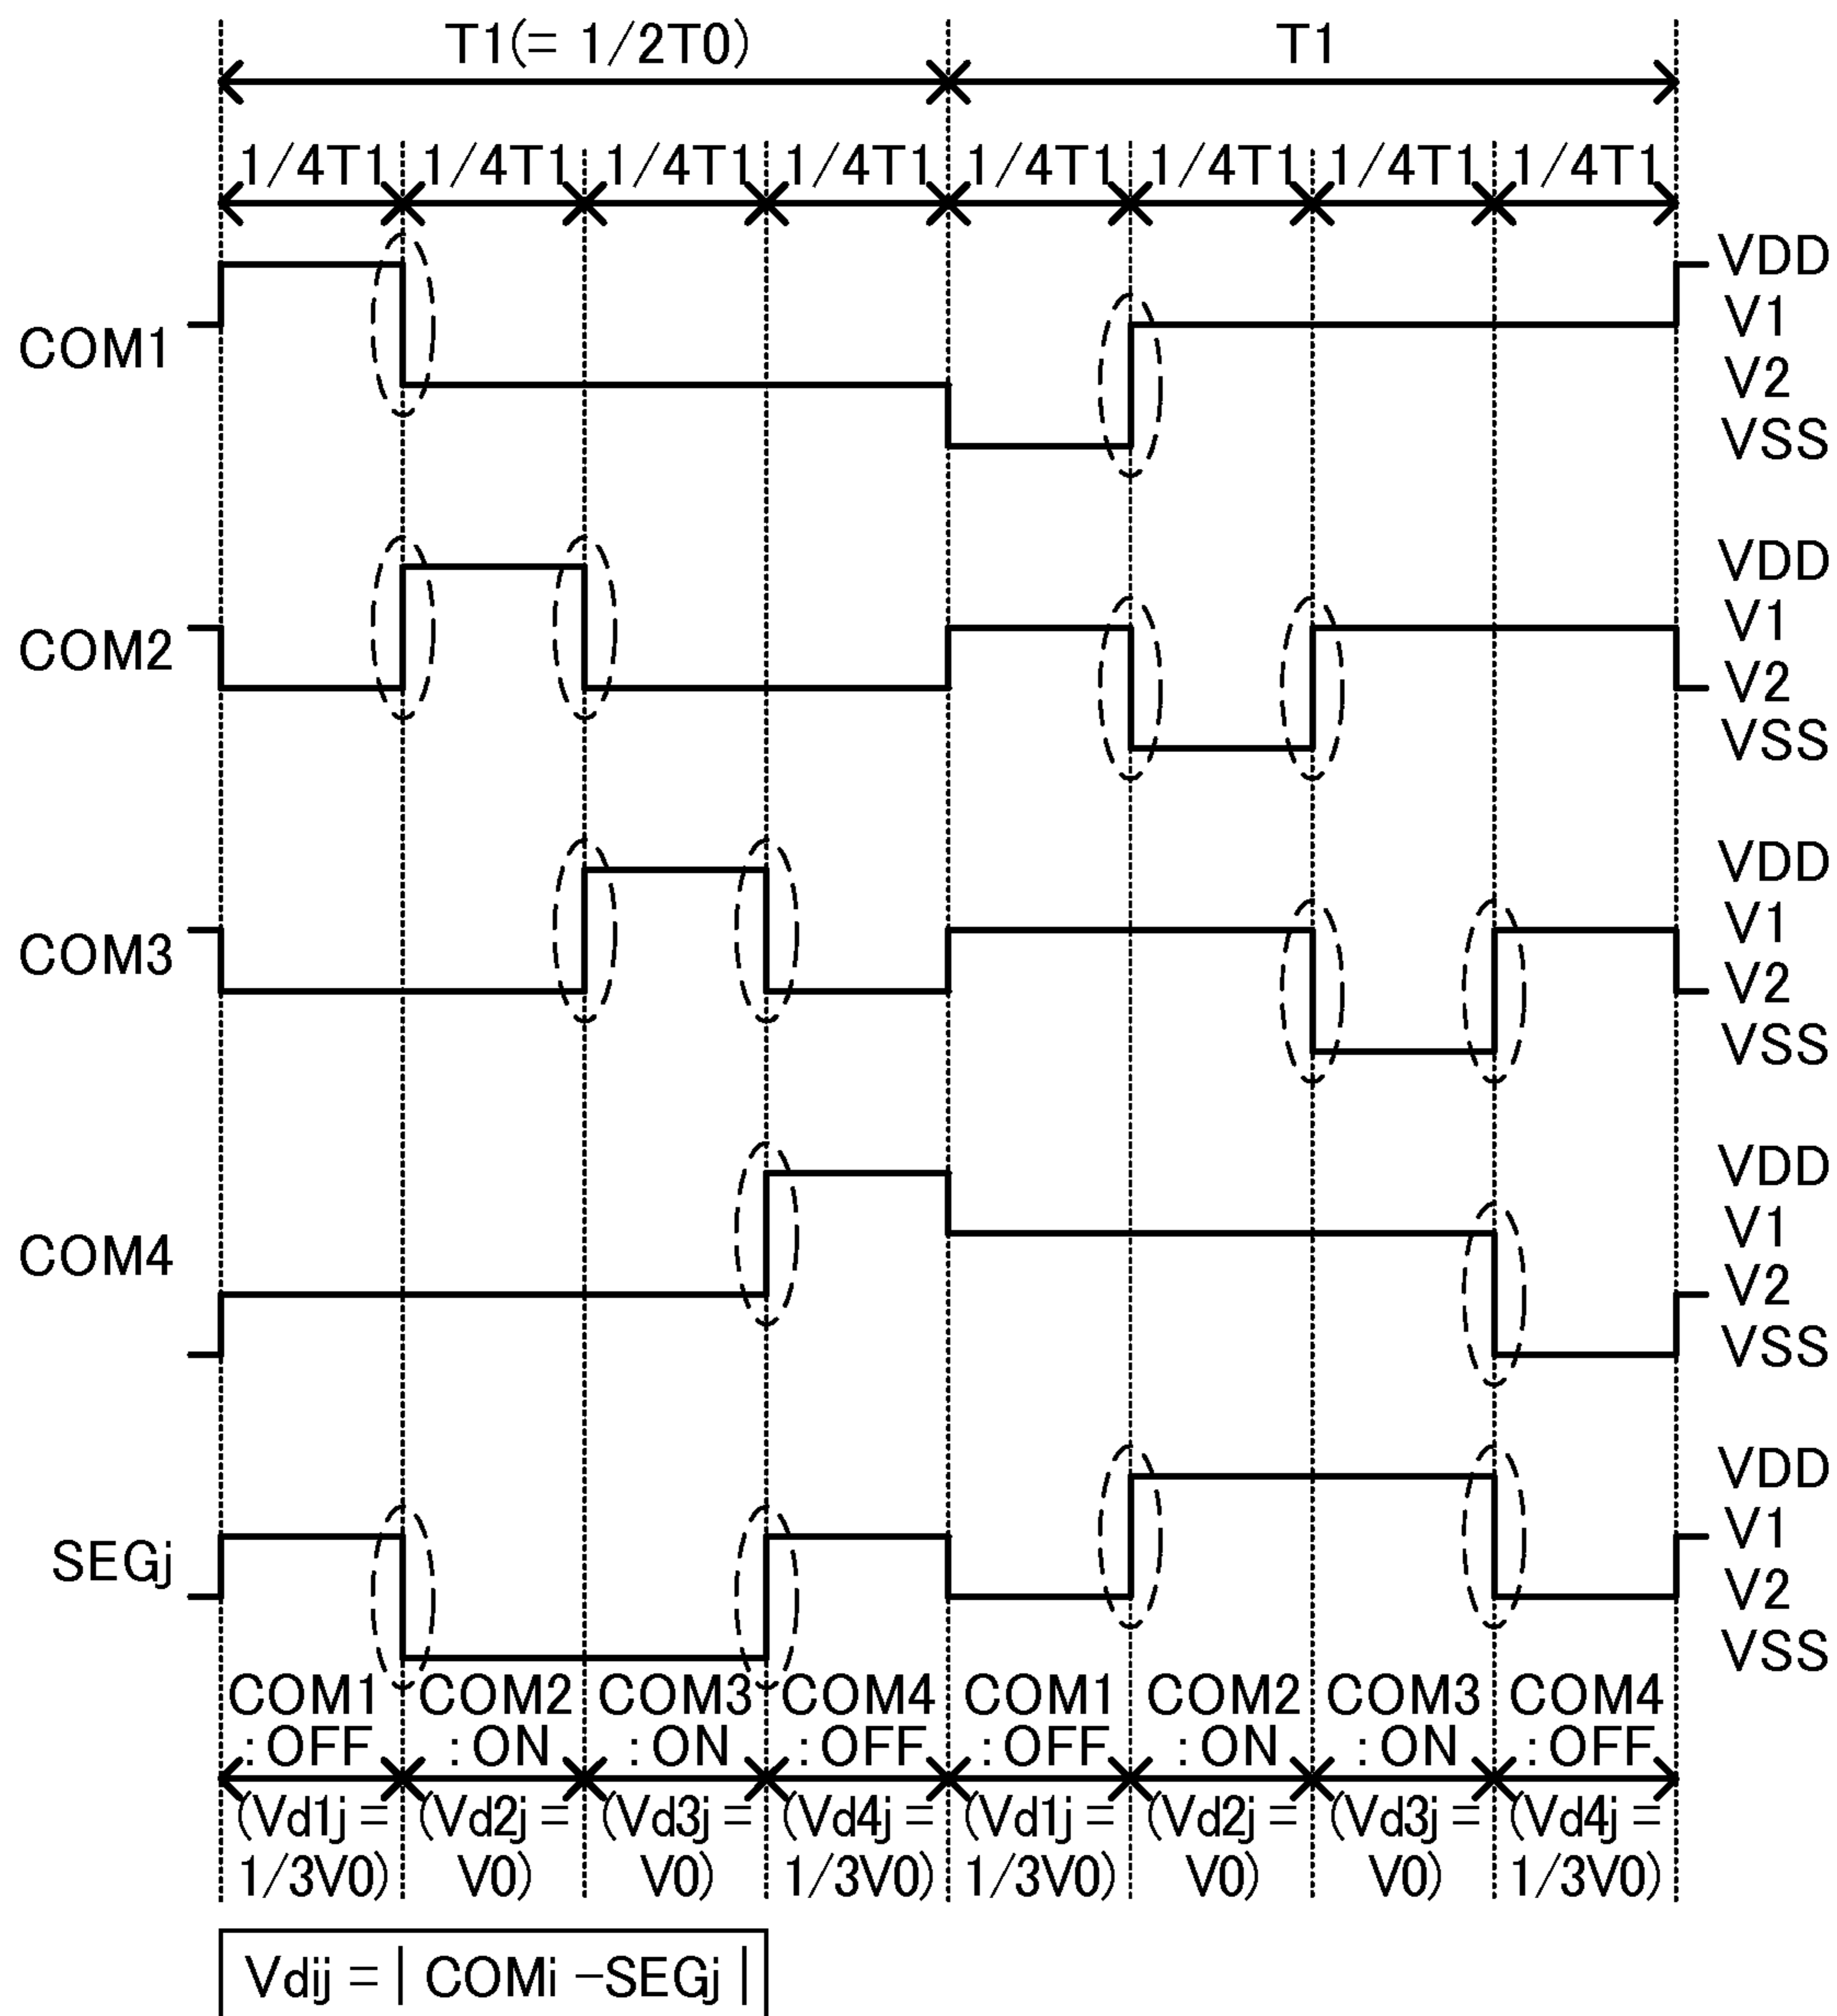 T1(= 1/2T0) T1
1/4T1 1/4T1 1/4T1 1/4T1 1/4T1 1/4T1 1/4T1 1/4T1
COM1
VDD
V1
V2
VSS
COM2
VDD
V1
V2
VSS
COM3
VDD
V1
V2
VSS
COM4
VDD
V1
V2
VSS
SEGj
VDD
V1
V2
VSS
COM1 COM2 COM3 COM4 COM1 COM2 COM3 COM4
:OFF :ON :ON :OFF :OFF :ON :ON :OFF
(Vd1j = (Vd2j = (Vd3j = (Vd4j = (Vd1j = (Vd2j = (Vd3j = (Vd4j =
1/3V0) V0) V0) 1/3V0) 1/3V0) V0) V0) 1/3V0)
Vdij = | COMi −SEGj |